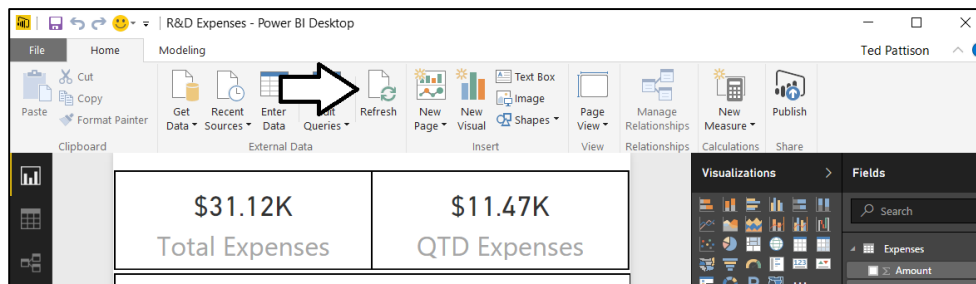 R&D Expenses - Power BI Desktop
File Home Modeling Ted Pattison
Cut
Copy
Format Painter
Paste
Get Data
Recent Sources
Enter Data
Queries
Refresh
New Page
New Visual
Text Box
Image
Shapes
Page View
Manage Relationships
New Measure
Publish
Clipboard External Data Insert View Relationships Calculations Share
$31.12K $11.47K
Total Expenses QTD Expenses
Visualizations Fields
Search
Expenses
Σ Amount
123
R